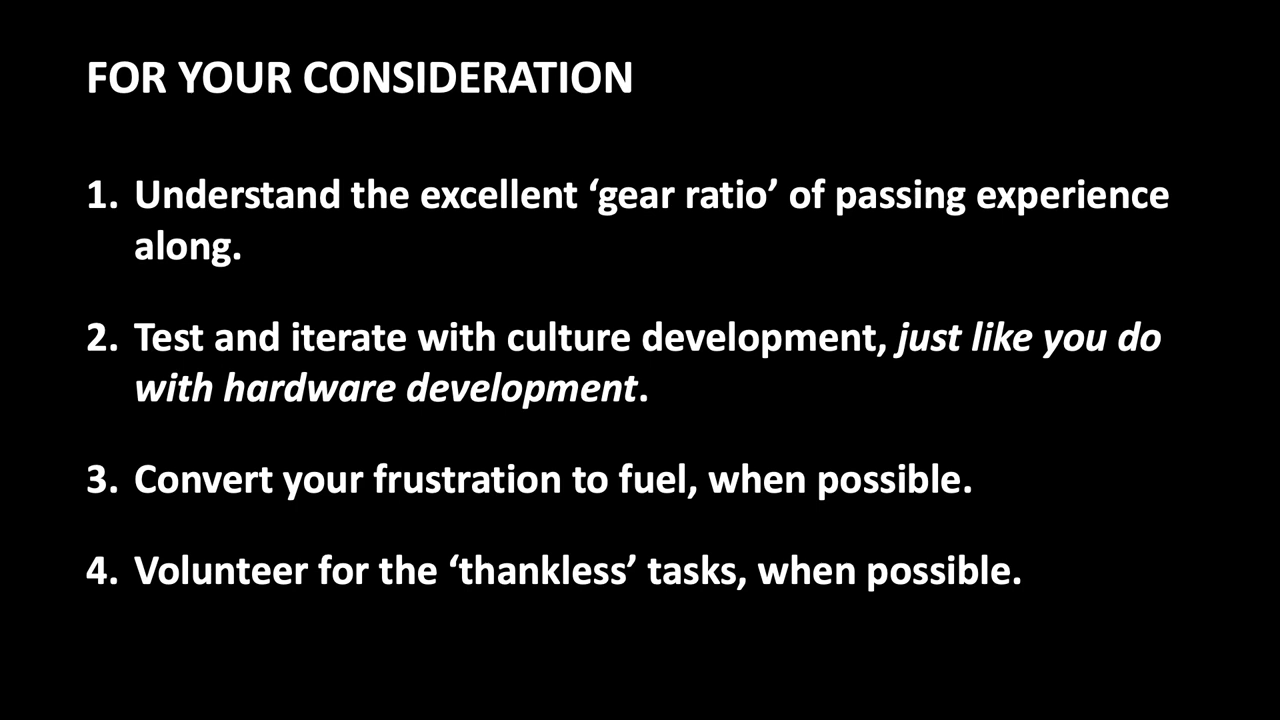 FOR YOUR CONSIDERATION
1. Understand the excellent ‘gear ratio’ of passing experience
along.
2. Test and iterate with culture development, just like you do
with hardware development.
3. Convert your frustration to fuel, when possible.
4. Volunteer for the ‘thankless’ tasks, when possible.